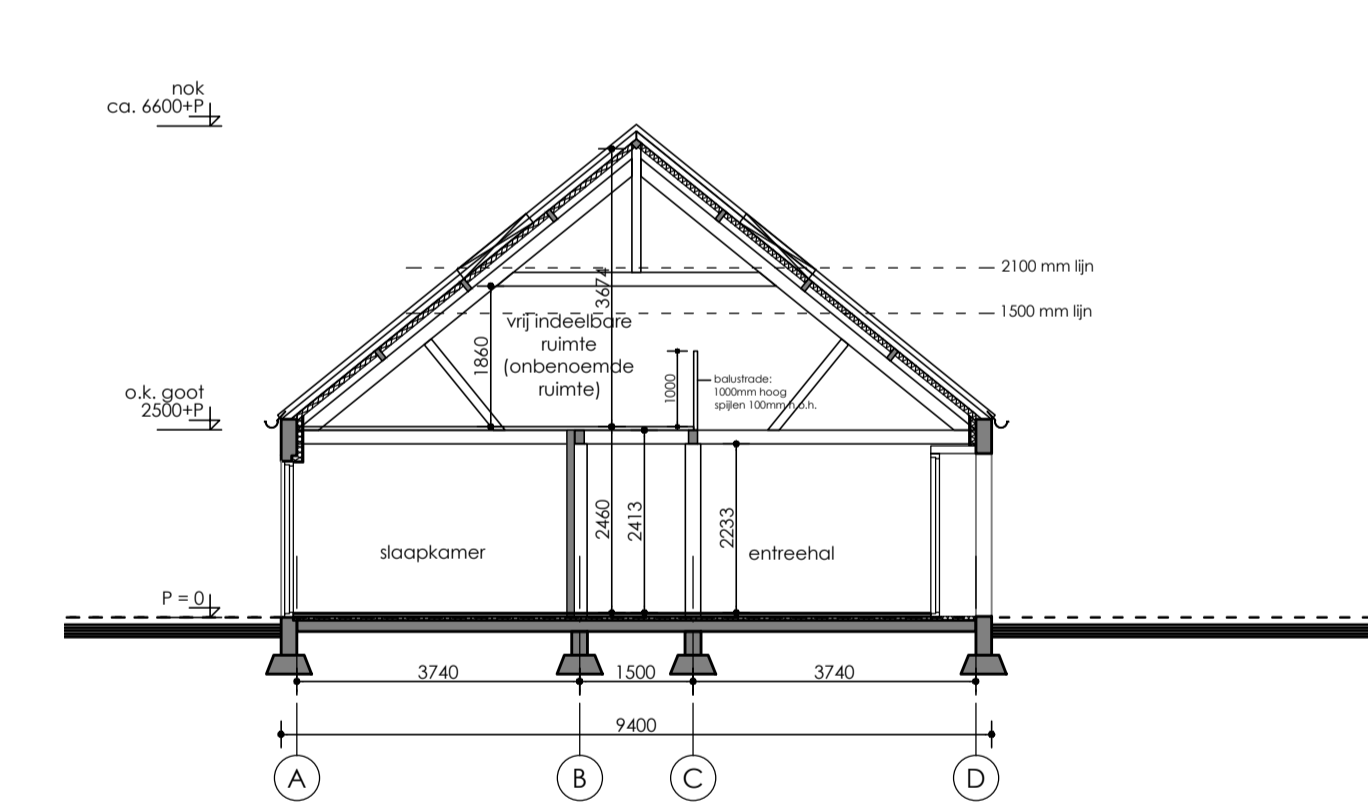 nok
ca. 6600+P
2100 mm lijn
1500 mm lijn
3674
vrij indeelbare
ruimte
(onbenoemde
ruimte)
1860
1000
balustrade:
1000mm hoog
spijlen 100mm h.o.h.
o.k. goot
2500+P
2460
2413
2233
slaapkamer
entreehal
P = 0
3740
1500
3740
9400
A
B
C
D